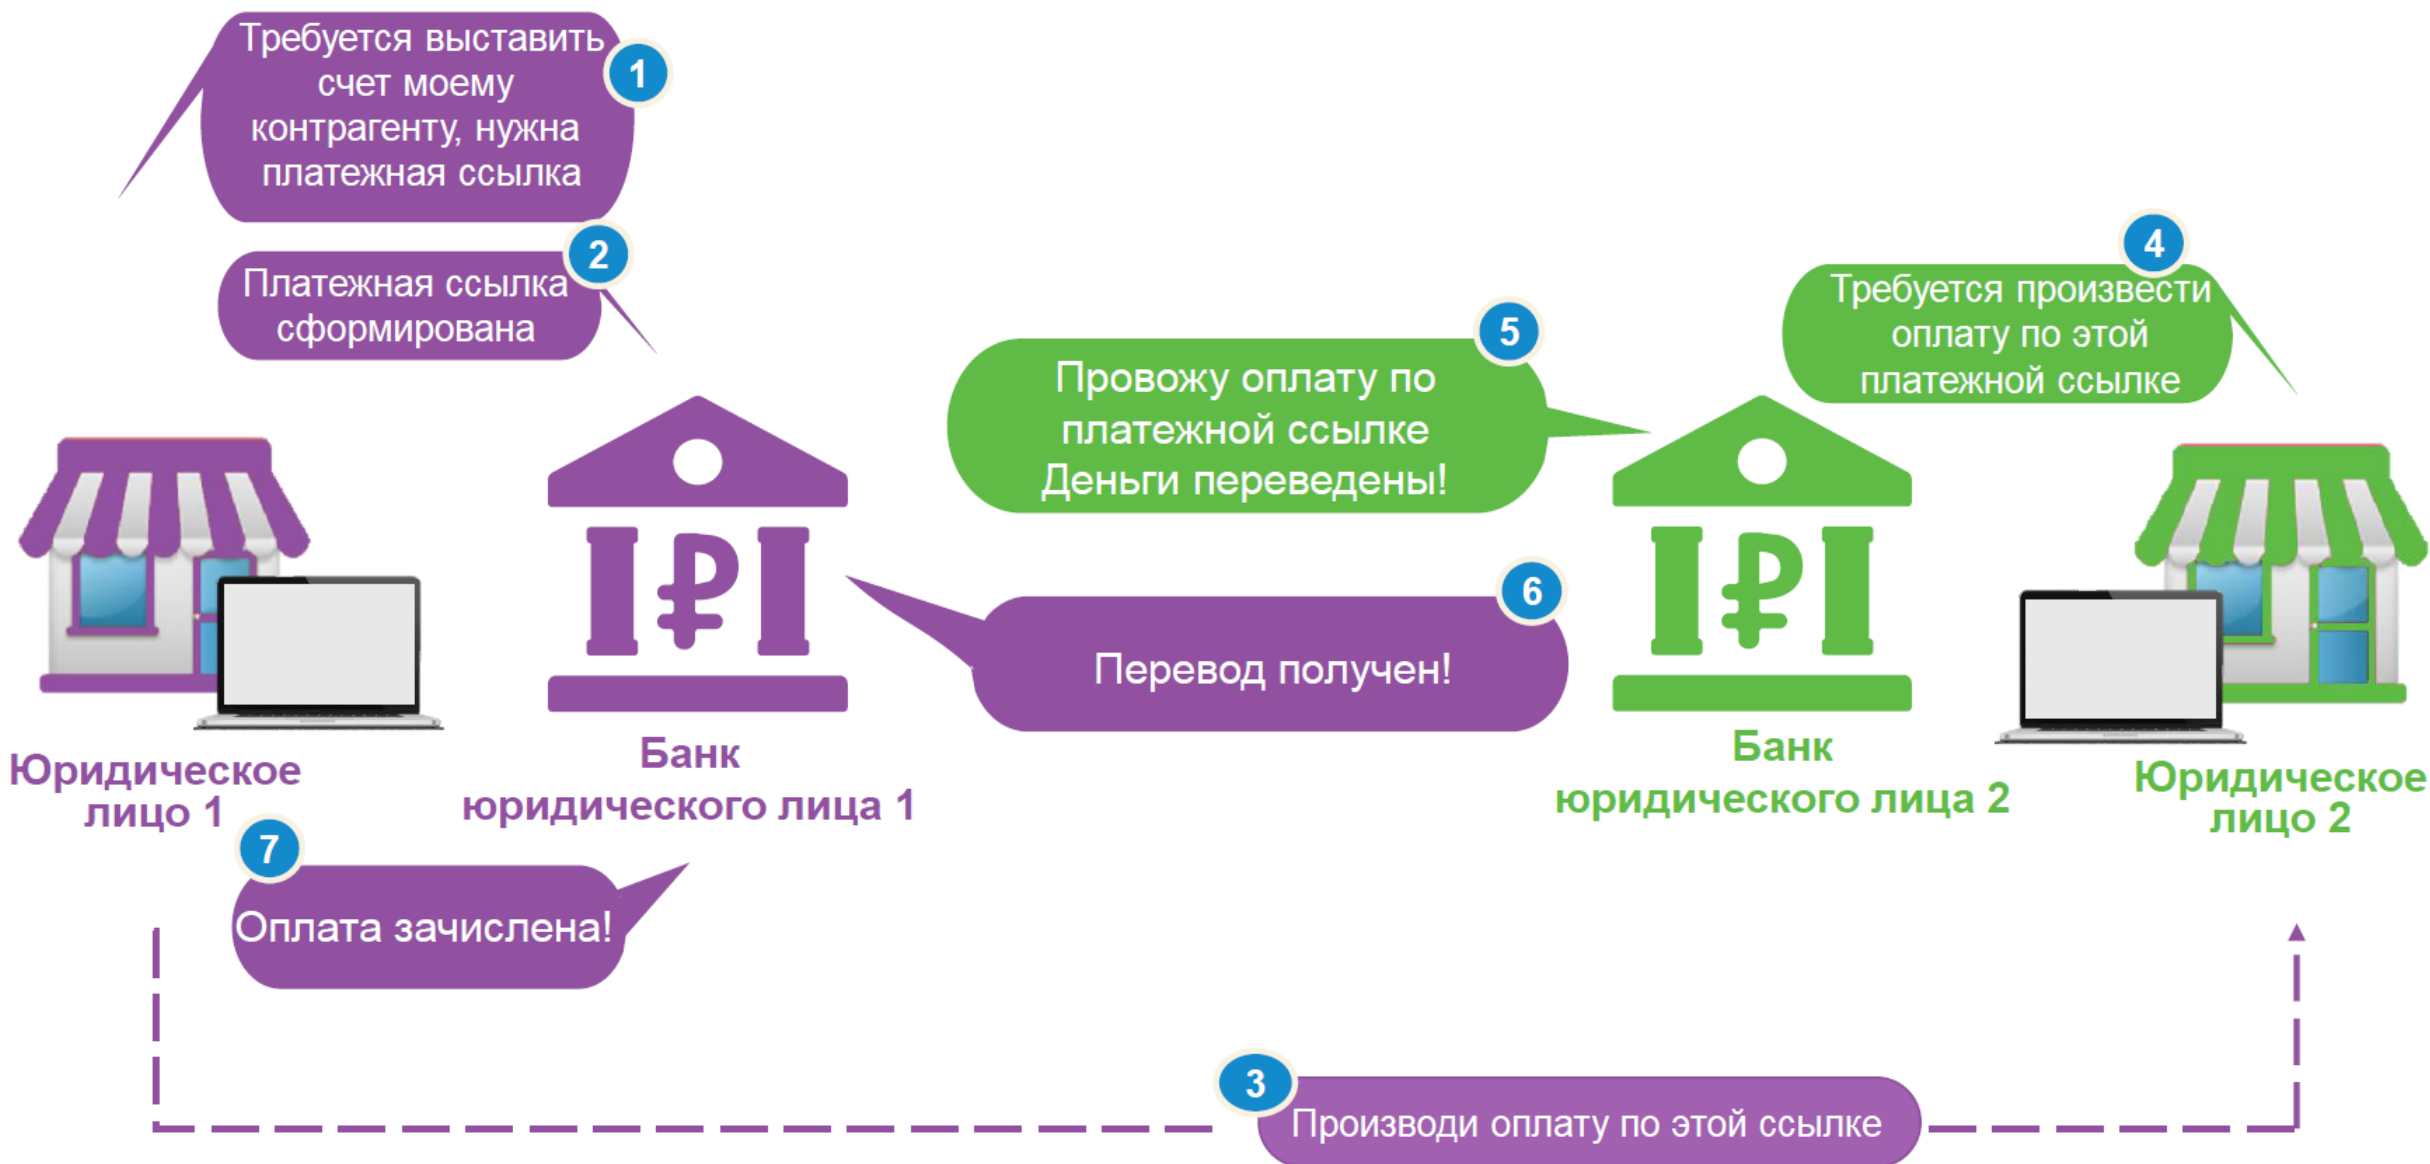 Требуется выставить
счет моему
контрагенту, нужна
платежная ссылка
1
2
Платежная ссылка
сформирована
5
Провожу оплату по
платежной ссылке
Деньги переведены!
4
Требуется произвести
оплату по этой
платежной ссылке
6
Перевод получен!
Юридическое
лицо 1
Банк
юридического лица 1
Банк
юридического лица 2
Юридическое
лицо 2
7
Оплата зачислена!
3
Производи оплату по этой ссылке